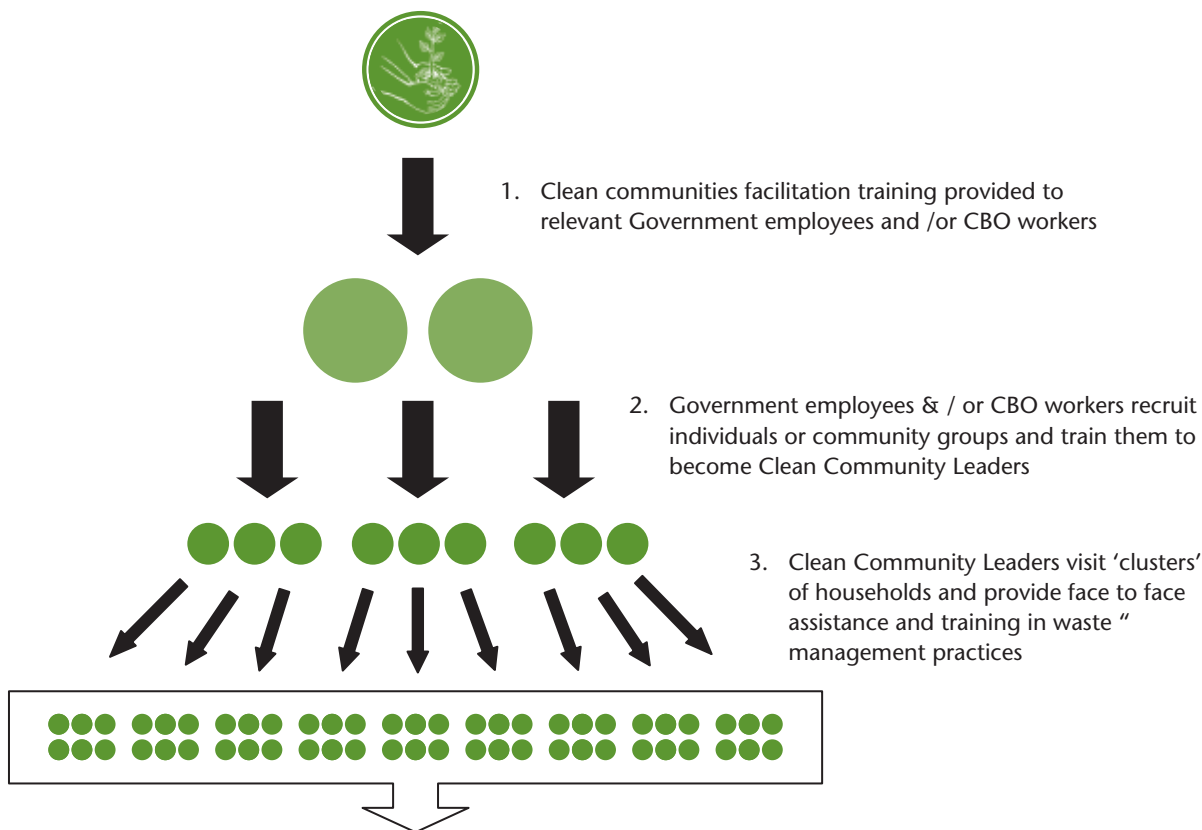 1. Clean communities facilitation training provided to
relevant Government employees and /or CBO workers
2. Government employees & / or CBO workers recruit
individuals or community groups and train them to
become Clean Community Leaders
3. Clean Community Leaders visit ‘clusters’
of households and provide face to face
assistance and training in waste “
management practices